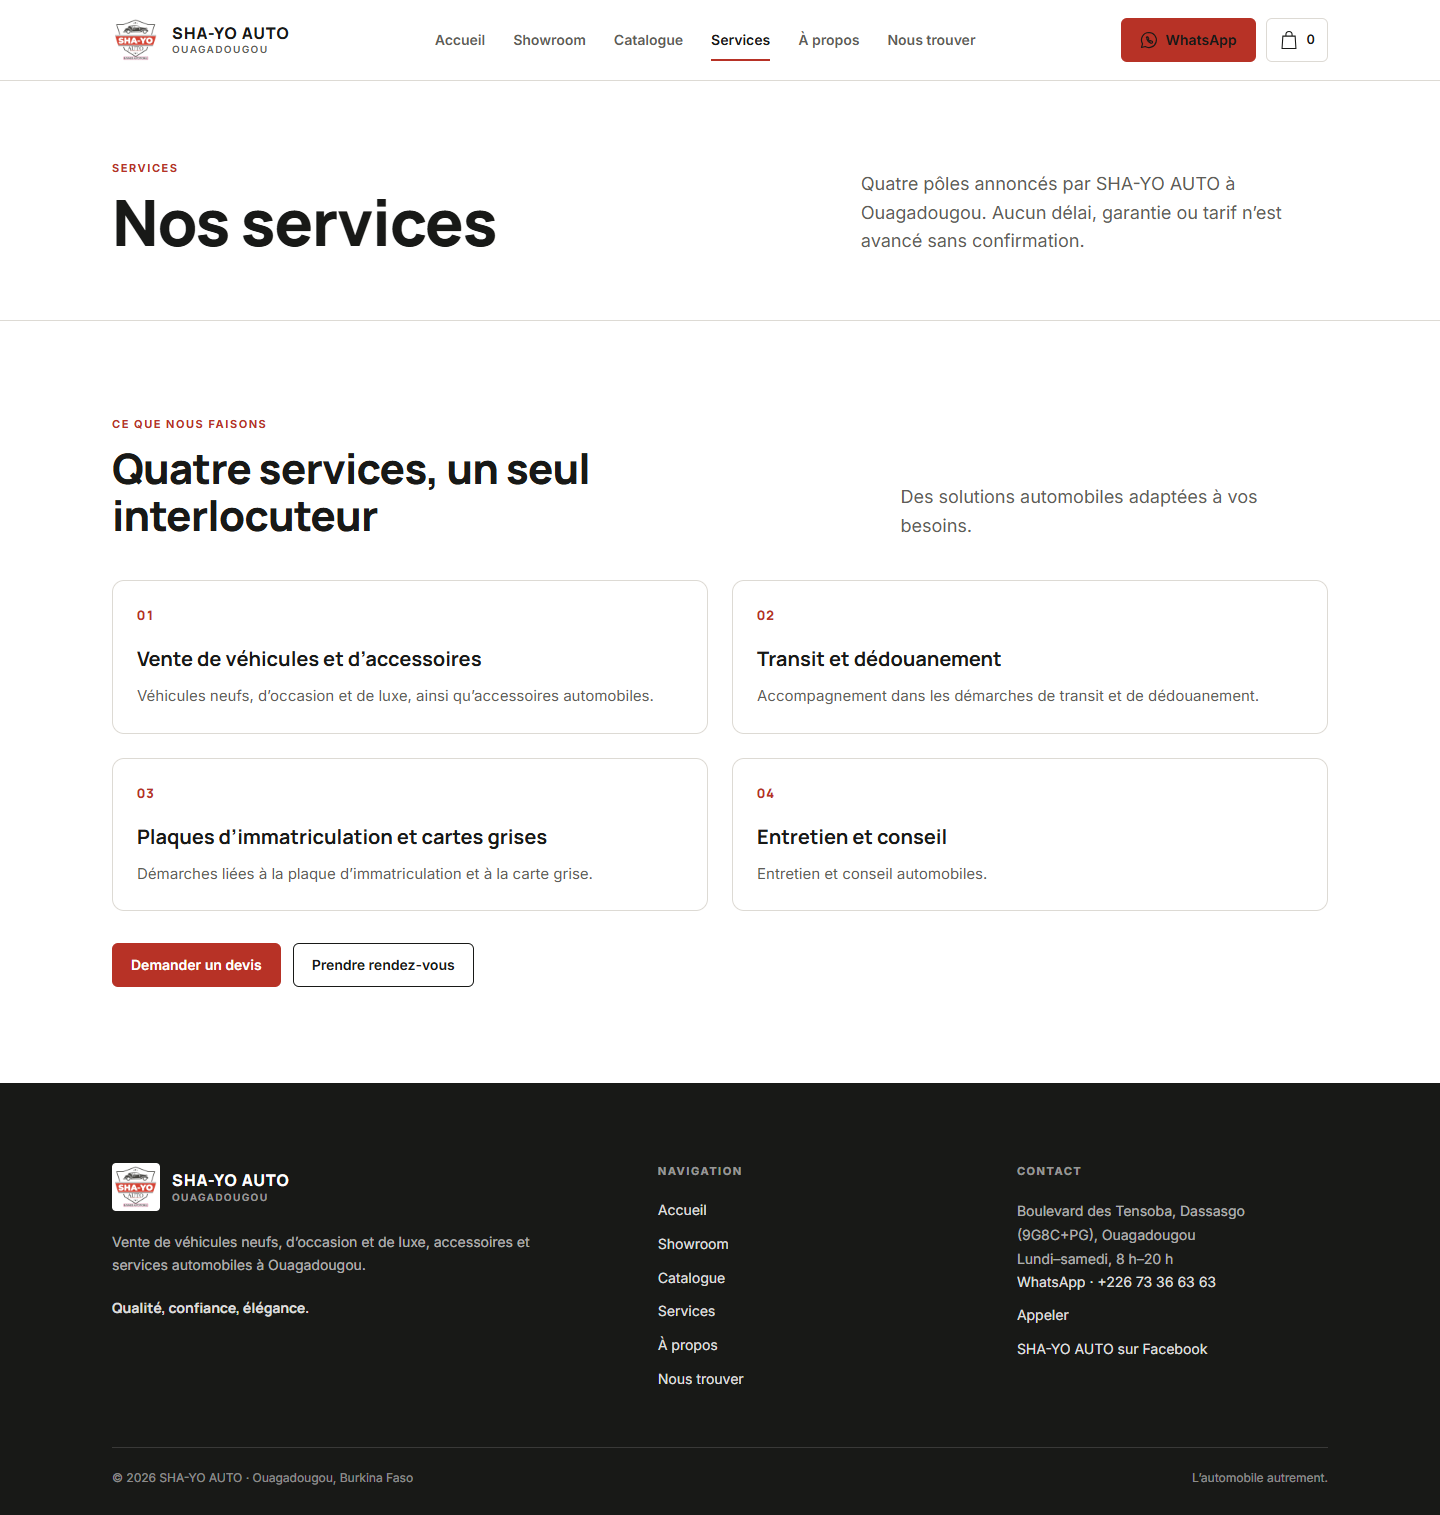 SHA-YO
AUTO
SHA-YO AUTO
OUAGADOUGOU
Accueil
Showroom
Catalogue
Services
À propos
Nous trouver
WhatsApp
0
SERVICES
Nos services
Quatre pôles annoncés par SHA-YO AUTO à
Ouagadougou. Aucun délai, garantie ou tarif n’est
avancé sans confirmation.
CE QUE NOUS FAISONS
Quatre services, un seul
interlocuteur
Des solutions automobiles adaptées à vos
besoins.
01
Vente de véhicules et d’accessoires
Véhicules neufs, d’occasion et de luxe, ainsi qu’accessoires automobiles.
02
Transit et dédouanement
Accompagnement dans les démarches de transit et de dédouanement.
03
Plaques d’immatriculation et cartes grises
Démarches liées à la plaque d’immatriculation et à la carte grise.
04
Entretien et conseil
Entretien et conseil automobiles.
Demander un devis
Prendre rendez-vous
SHA-YO
AUTO
SHA-YO AUTO
OUAGADOUGOU
Vente de véhicules neufs, d’occasion et de luxe, accessoires et
services automobiles à Ouagadougou.
Qualité, confiance, élégance.
NAVIGATION
Accueil
Showroom
Catalogue
Services
À propos
Nous trouver
CONTACT
Boulevard des Tensoba, Dassasgo
(9G8C+PG), Ouagadougou
Lundi–samedi, 8 h–20 h
WhatsApp · +226 73 36 63 63
Appeler
SHA-YO AUTO sur Facebook
© 2026 SHA-YO AUTO · Ouagadougou, Burkina Faso
L’automobile autrement.